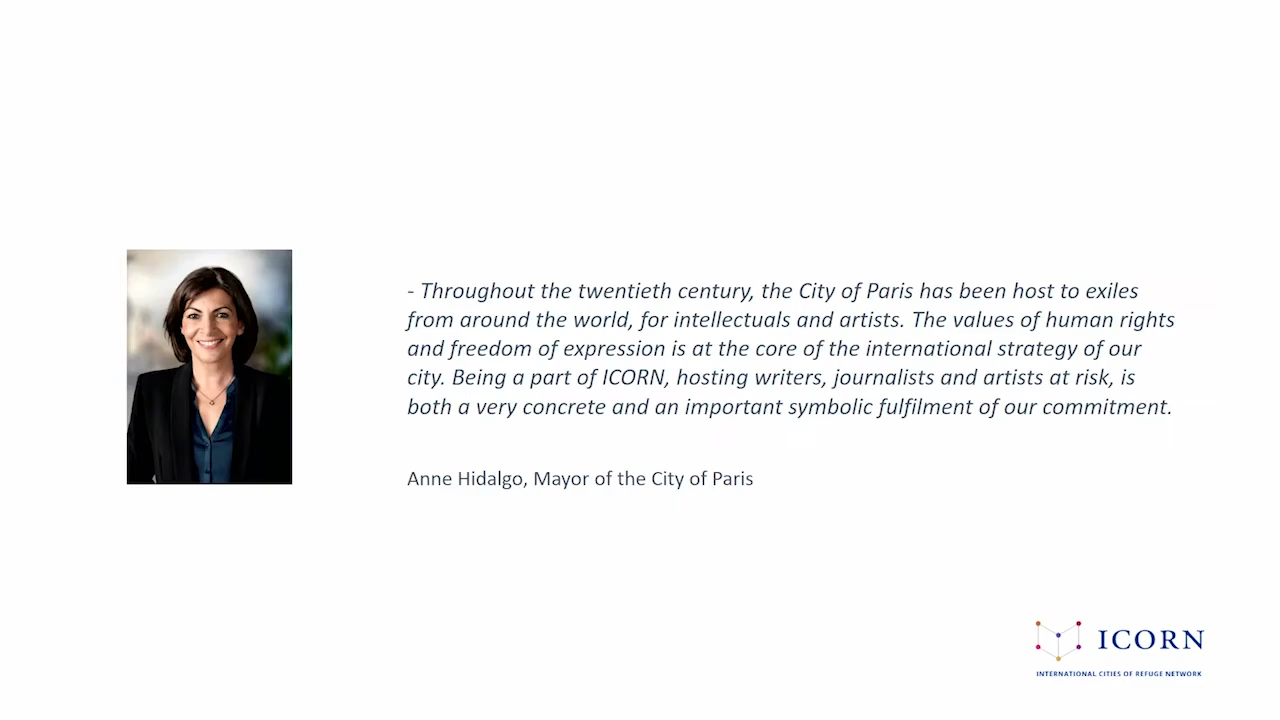 - Throughout the twentieth century, the City of Paris has been host to exiles
from around the world, for intellectuals and artists. The values of human rights
and freedom of expression is at the core of the international strategy of our
city. Being a part of ICORN, hosting writers, journalists and artists at risk, is
both a very concrete and an important symbolic fulfilment of our commitment.
Anne Hidalgo, Mayor of the City of Paris
ICORN
INTERNATIONAL CITIES OF REFUGE NETWORK